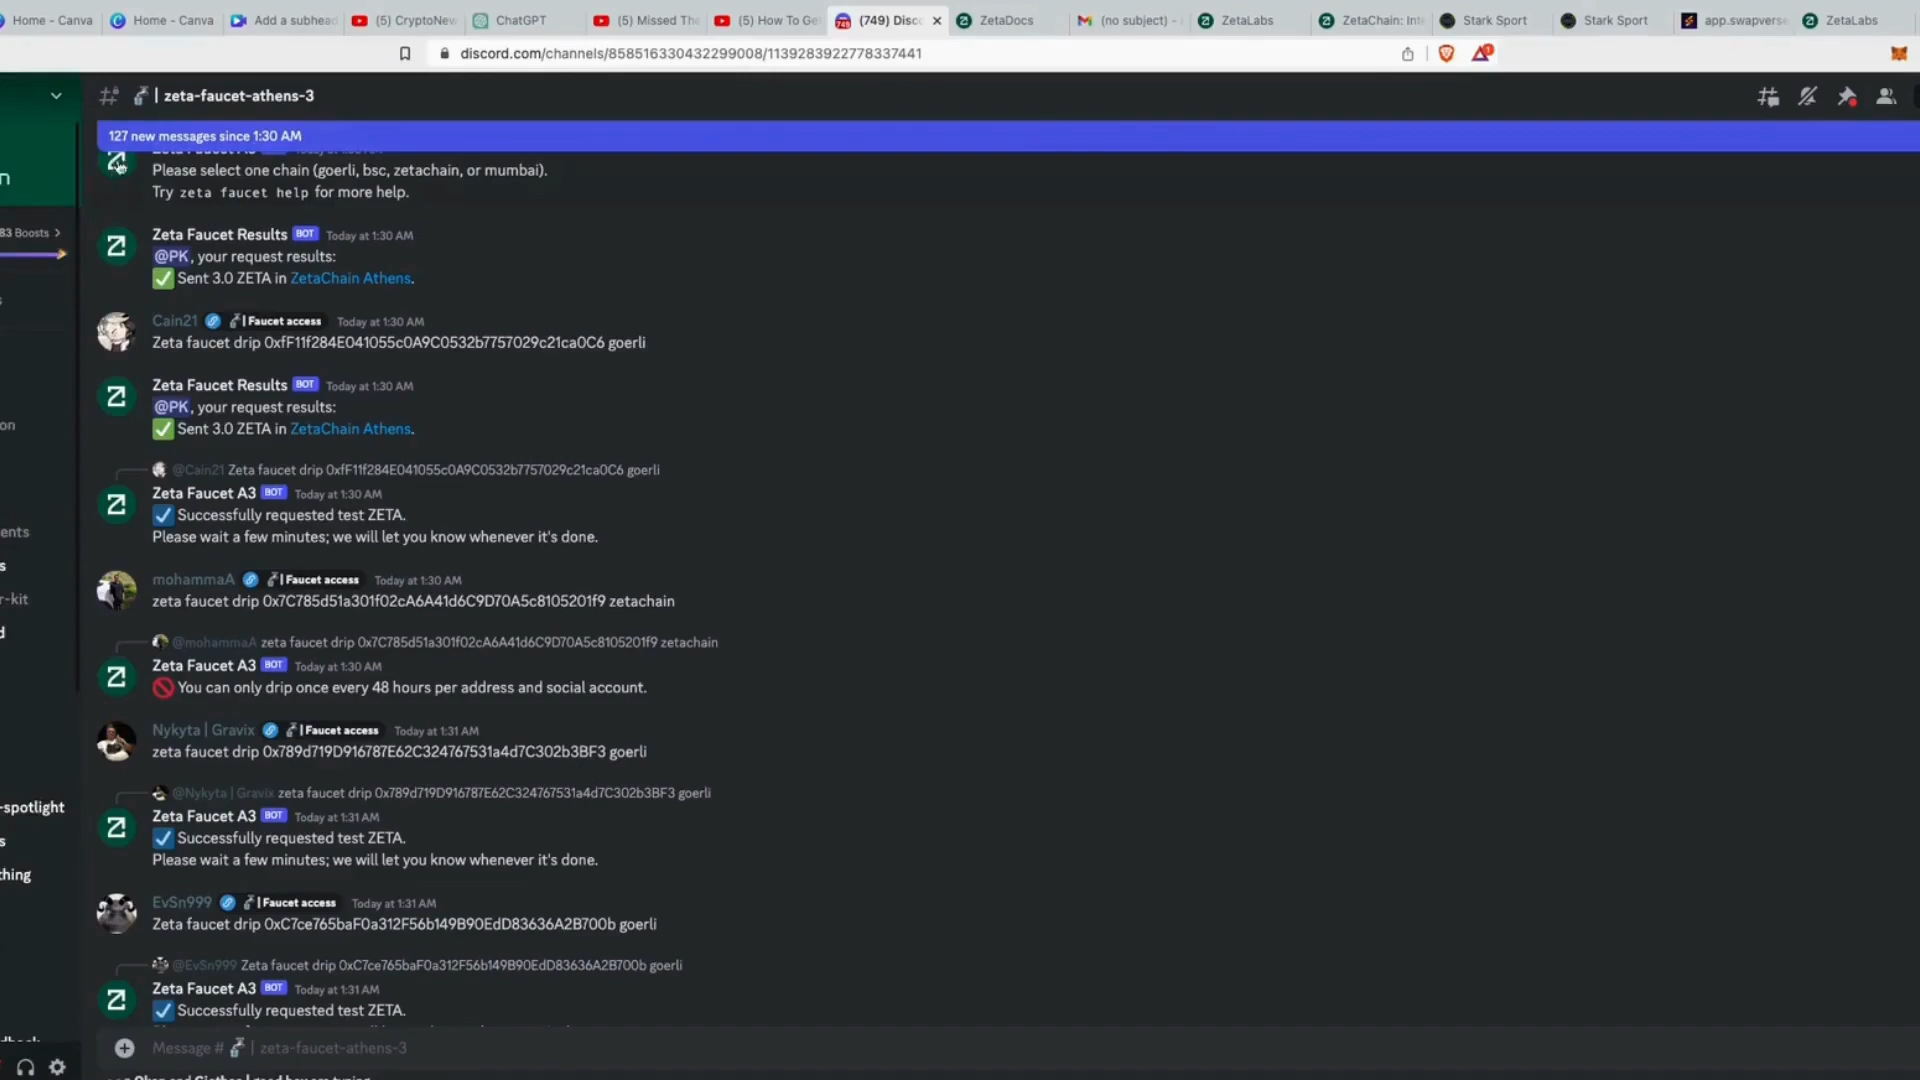 Home - Canva
Home - Canva
Add a subhead
(5) CryptoNew
ChatGPT
(5) Missed The
(5) How To Ge
(749) Disc
ZetaDocs
(no subject) -
ZetaLabs
ZetaChain: Int
Stark Sport
Stark Sport
app.swapverse
ZetaLabs
discord.com/channels/858516330432299008/1139283922778337441
1
| zeta-faucet-athens-3
127 new messages since 1:30 AM
n
Please select one chain (goerli, bsc, zetachain, or mumbai).
Try zeta faucet help for more help.
83 Boosts
Zeta Faucet Results BOT Today at 1:30 AM
@PK, your request results:
Sent 3.0 ZETA in ZetaChain Athens.
s
Cain21 | Faucet access Today at 1:30 AM
Zeta faucet drip 0xfF11f284E041055c0A9C0532b7757029c21ca0C6 goerli
Zeta Faucet Results BOT Today at 1:30 AM
@PK, your request results:
Sent 3.0 ZETA in ZetaChain Athens.
on
@Cain21 Zeta faucet drip 0xfF11f284E041055c0A9C0532b7757029c21ca0C6 goerli
Zeta Faucet A3 BOT Today at 1:30 AM
Successfully requested test ZETA.
Please wait a few minutes; we will let you know whenever it's done.
ents
s
mohammaA | Faucet access Today at 1:30 AM
zeta faucet drip 0x7C785d51a301f02cA6A41d6C9D70A5c8105201f9 zetachain
r-kit
d
@mohammaA zeta faucet drip 0x7C785d51a301f02cA6A41d6C9D70A5c8105201f9 zetachain
Zeta Faucet A3 BOT Today at 1:30 AM
You can only drip once every 48 hours per address and social account.
Nykyta | Gravix | Faucet access Today at 1:31 AM
zeta faucet drip 0x789d719D916787E62C324767531a4d7C302b3BF3 goerli
@Nykyta | Gravix zeta faucet drip 0x789d719D916787E62C324767531a4d7C302b3BF3 goerli
Zeta Faucet A3 BOT Today at 1:31 AM
Successfully requested test ZETA.
Please wait a few minutes; we will let you know whenever it's done.
-spotlight
s
thing
EvSn999 | Faucet access Today at 1:31 AM
Zeta faucet drip 0xC7ce765baF0a312F56b149B90EdD83636A2B700b goerli
@EvSn999 Zeta faucet drip 0xC7ce765baF0a312F56b149B90EdD83636A2B700b goerli
Zeta Faucet A3 BOT Today at 1:31 AM
Successfully requested test ZETA.
Message # | zeta-faucet-athens-3